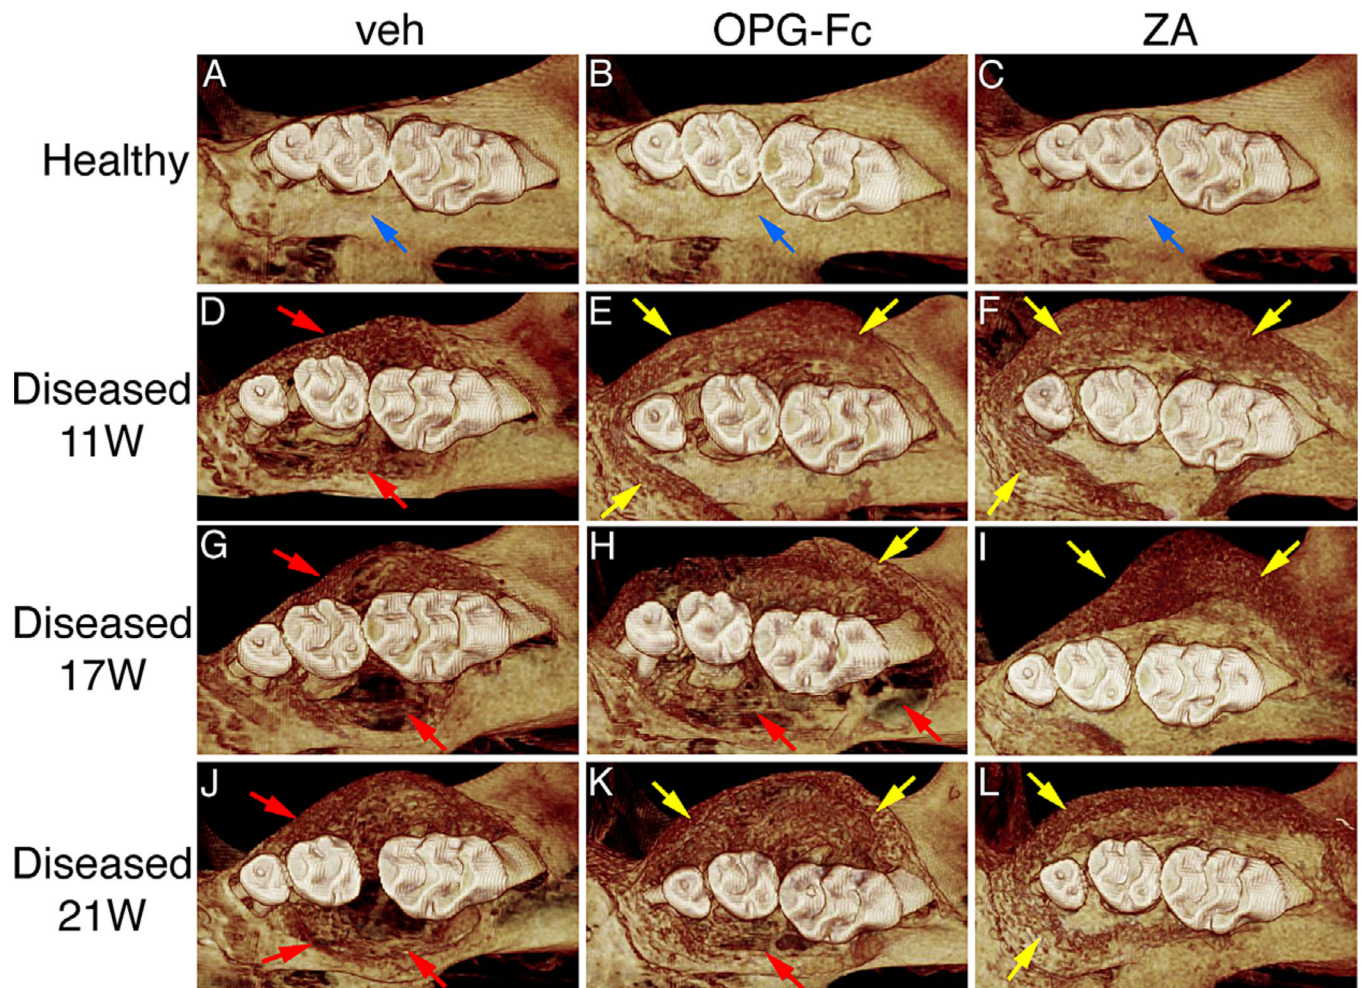 veh OPG-Fc ZA
A B C
Healthy
D E F
Diseased
11W
G H I
Diseased
17W
J K L
Diseased
21W